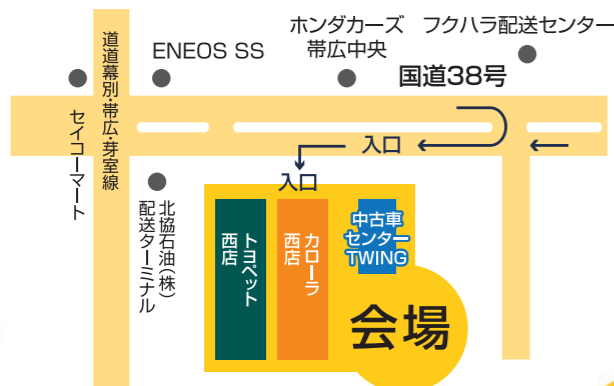 ホンダカーズ
帯広中央
フクハラ配送センター
ENEOS SS
国道38号
道道幕別・帯広・芽室線
セイコーマート
入口
入口
北協石油(株)
配送ターミナル
トヨペット
西店
カローラ
西店
中古車
センター
TWING
会場